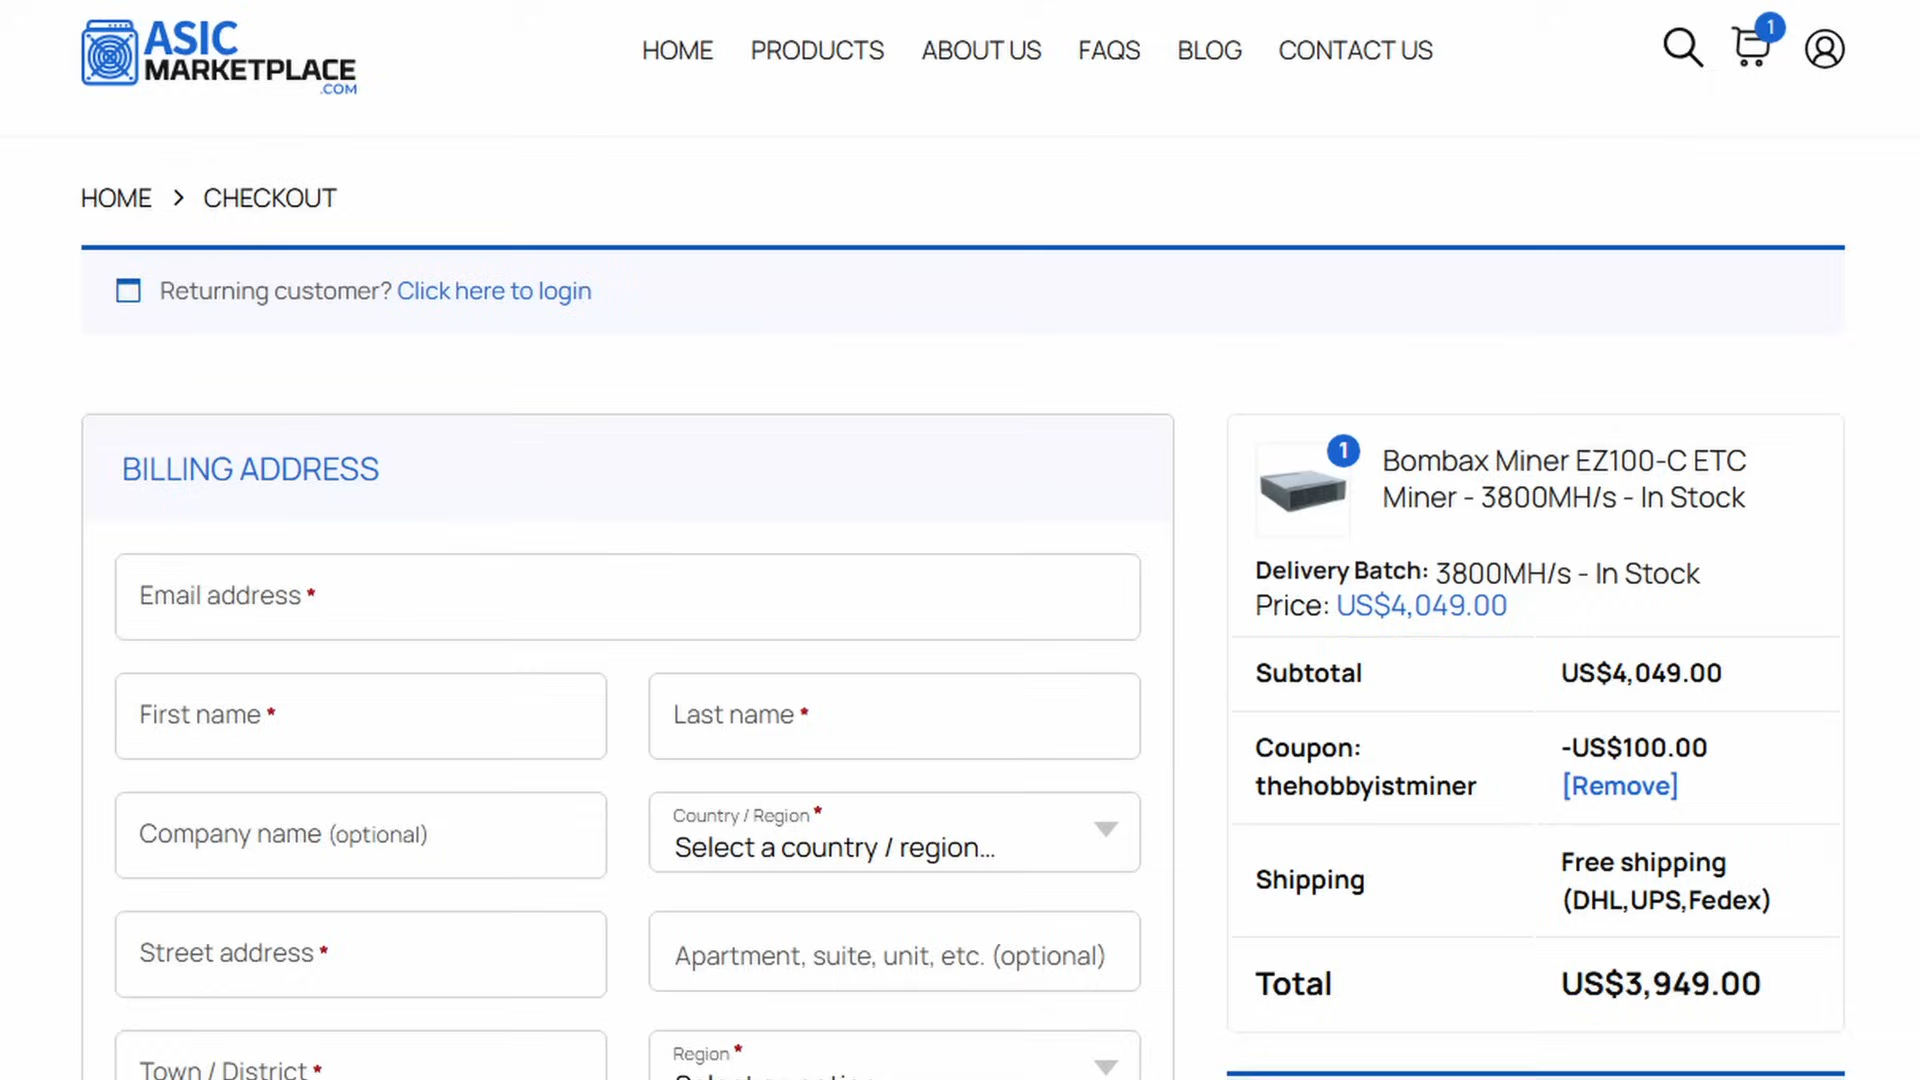 ASIC
MARKETPLACE
.COM
HOME PRODUCTS ABOUT US FAQS BLOG CONTACT US
1
HOME > CHECKOUT
Returning customer? Click here to login
BILLING ADDRESS
Email address *
First name *
Last name *
Company name (optional)
Country / Region *
Select a country / region...
Street address *
Apartment, suite, unit, etc. (optional)
Town / District *
Region *
1
Bombax Miner EZ100-C ETC
Miner - 3800MH/s - In Stock
Delivery Batch: 3800MH/s - In Stock
Price: US$4,049.00
Subtotal US$4,049.00
Coupon: -US$100.00
thehobbyistminer [Remove]
Shipping Free shipping
(DHL,UPS,Fedex)
Total US$3,949.00